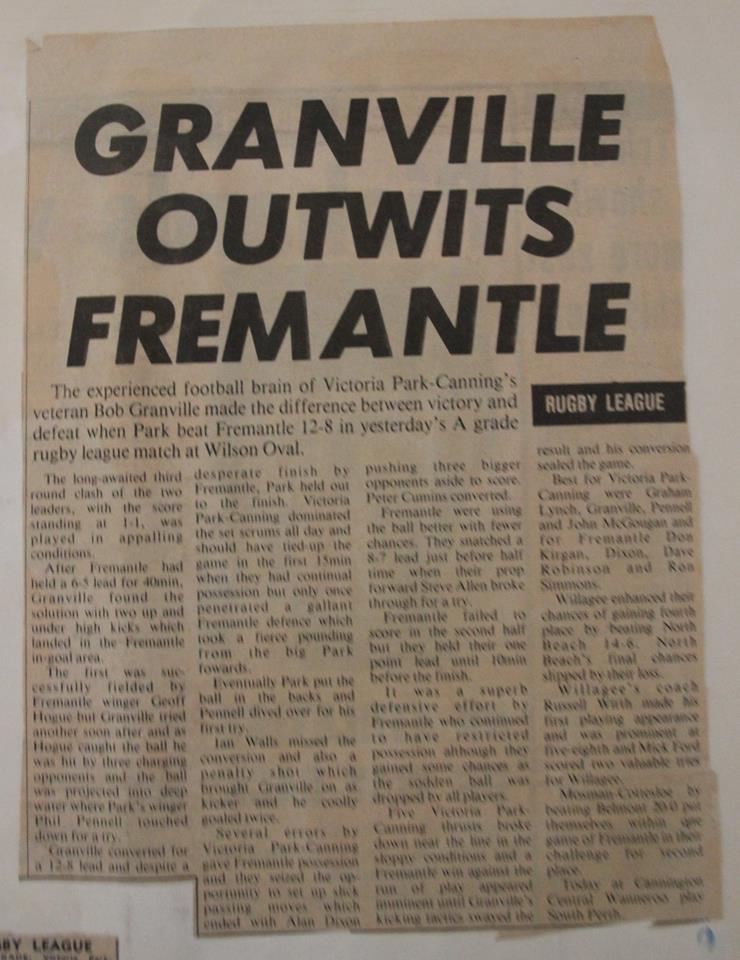 GRANVILLE
OUTWITS
FREMANTLE
The experienced football brain of Victoria Park-Canning's
veteran Bob Granville made the difference between victory and
defeat when Park beat Fremantle 12-8 in yesterday's A grade
rugby league match at Wilson Oval.
RUGBY LEAGUE
The long-awaited third
round clash of the two
leaders, with the score
standing at 1-1, was
played in appalling
conditions.
After Fremantle had
held a 6-5 lead for 40min,
Granville found the
solution with two up and
under high kicks which
landed in the Fremantle
in-goal area.
The first was suc-
cessfully fielded by
Fremantle winger Geoff
Hogue but Granville tried
another soon after and as
Hogue caught the ball he
was hit by three charging
opponents and the ball
was projected into deep
water where Park's winger
Phil Pennell touched
down for a try.
Granville converted for
a 12-8 lead and despite a
desperate finish by
Fremantle, Park held out
to the finish. Victoria
Park-Canning dominated
the set scrums all day and
should have tied-up the
game in the first 15min
when they had continual
possession but only once
penetrated a gallant
Fremantle defence which
took a fierce pounding
from the big Park
fowards.
Eventually Park put the
ball in the backs and
Pennell dived over for his
first try.
Ian Walls missed the
conversion and also a
penalty shot which
brought Granville on as
kicker and he coolly
goaled twice.
Several errors by
Victoria Park-Canning
gave Fremantle possession
and they seized the op-
portunity to set up slick
passing moves which
ended with Alan Dixon
pushing three bigger
opponents aside to score.
Peter Cumins converted.
Fremantle were using
the ball better with fewer
chances. They snatched a
8-7 lead just before half
time when their prop
forward Steve Allen broke
through for a try.
Fremantle failed to
score in the second half
but they held their one
point lead until 10min
before the finish.
It was a superb
defensive effort by
Fremantle who continued
to have restricted
possession although they
gained some chances as
the sodden ball was
dropped by all players.
Five Victoria Park-
Canning thrusts broke
down near the line in the
sloppy conditions and a
Fremantle win against the
run of play appeared
imminent until Granville's
kicking tactics swayed the
result and his conversion
sealed the game.
Best for Victoria Park-
Canning were Graham
Lynch, Granville, Pennell
and John McGougan and
for Fremantle Don
Kirgan, Dixon, Dave
Robinson and Ron
Simmons.
Willagee enhanced their
chances of gaining fourth
place by beating North
Beach 14-6. North
Beach's final chances
slipped by their loss.
Willagee's coach
Russell Wirth made his
first playing appearance
and was prominent at
five-eighth and Mick Ford
scored two valuable tries
for Willagee.
Mosman-Cottesloe by
beating Belmont 20-0 put
themselves within one
game of Fremantle in their
challenge for second
place.
Today at Cannington
Central Wanneroo play
South Perth.
GBY LEAGUE